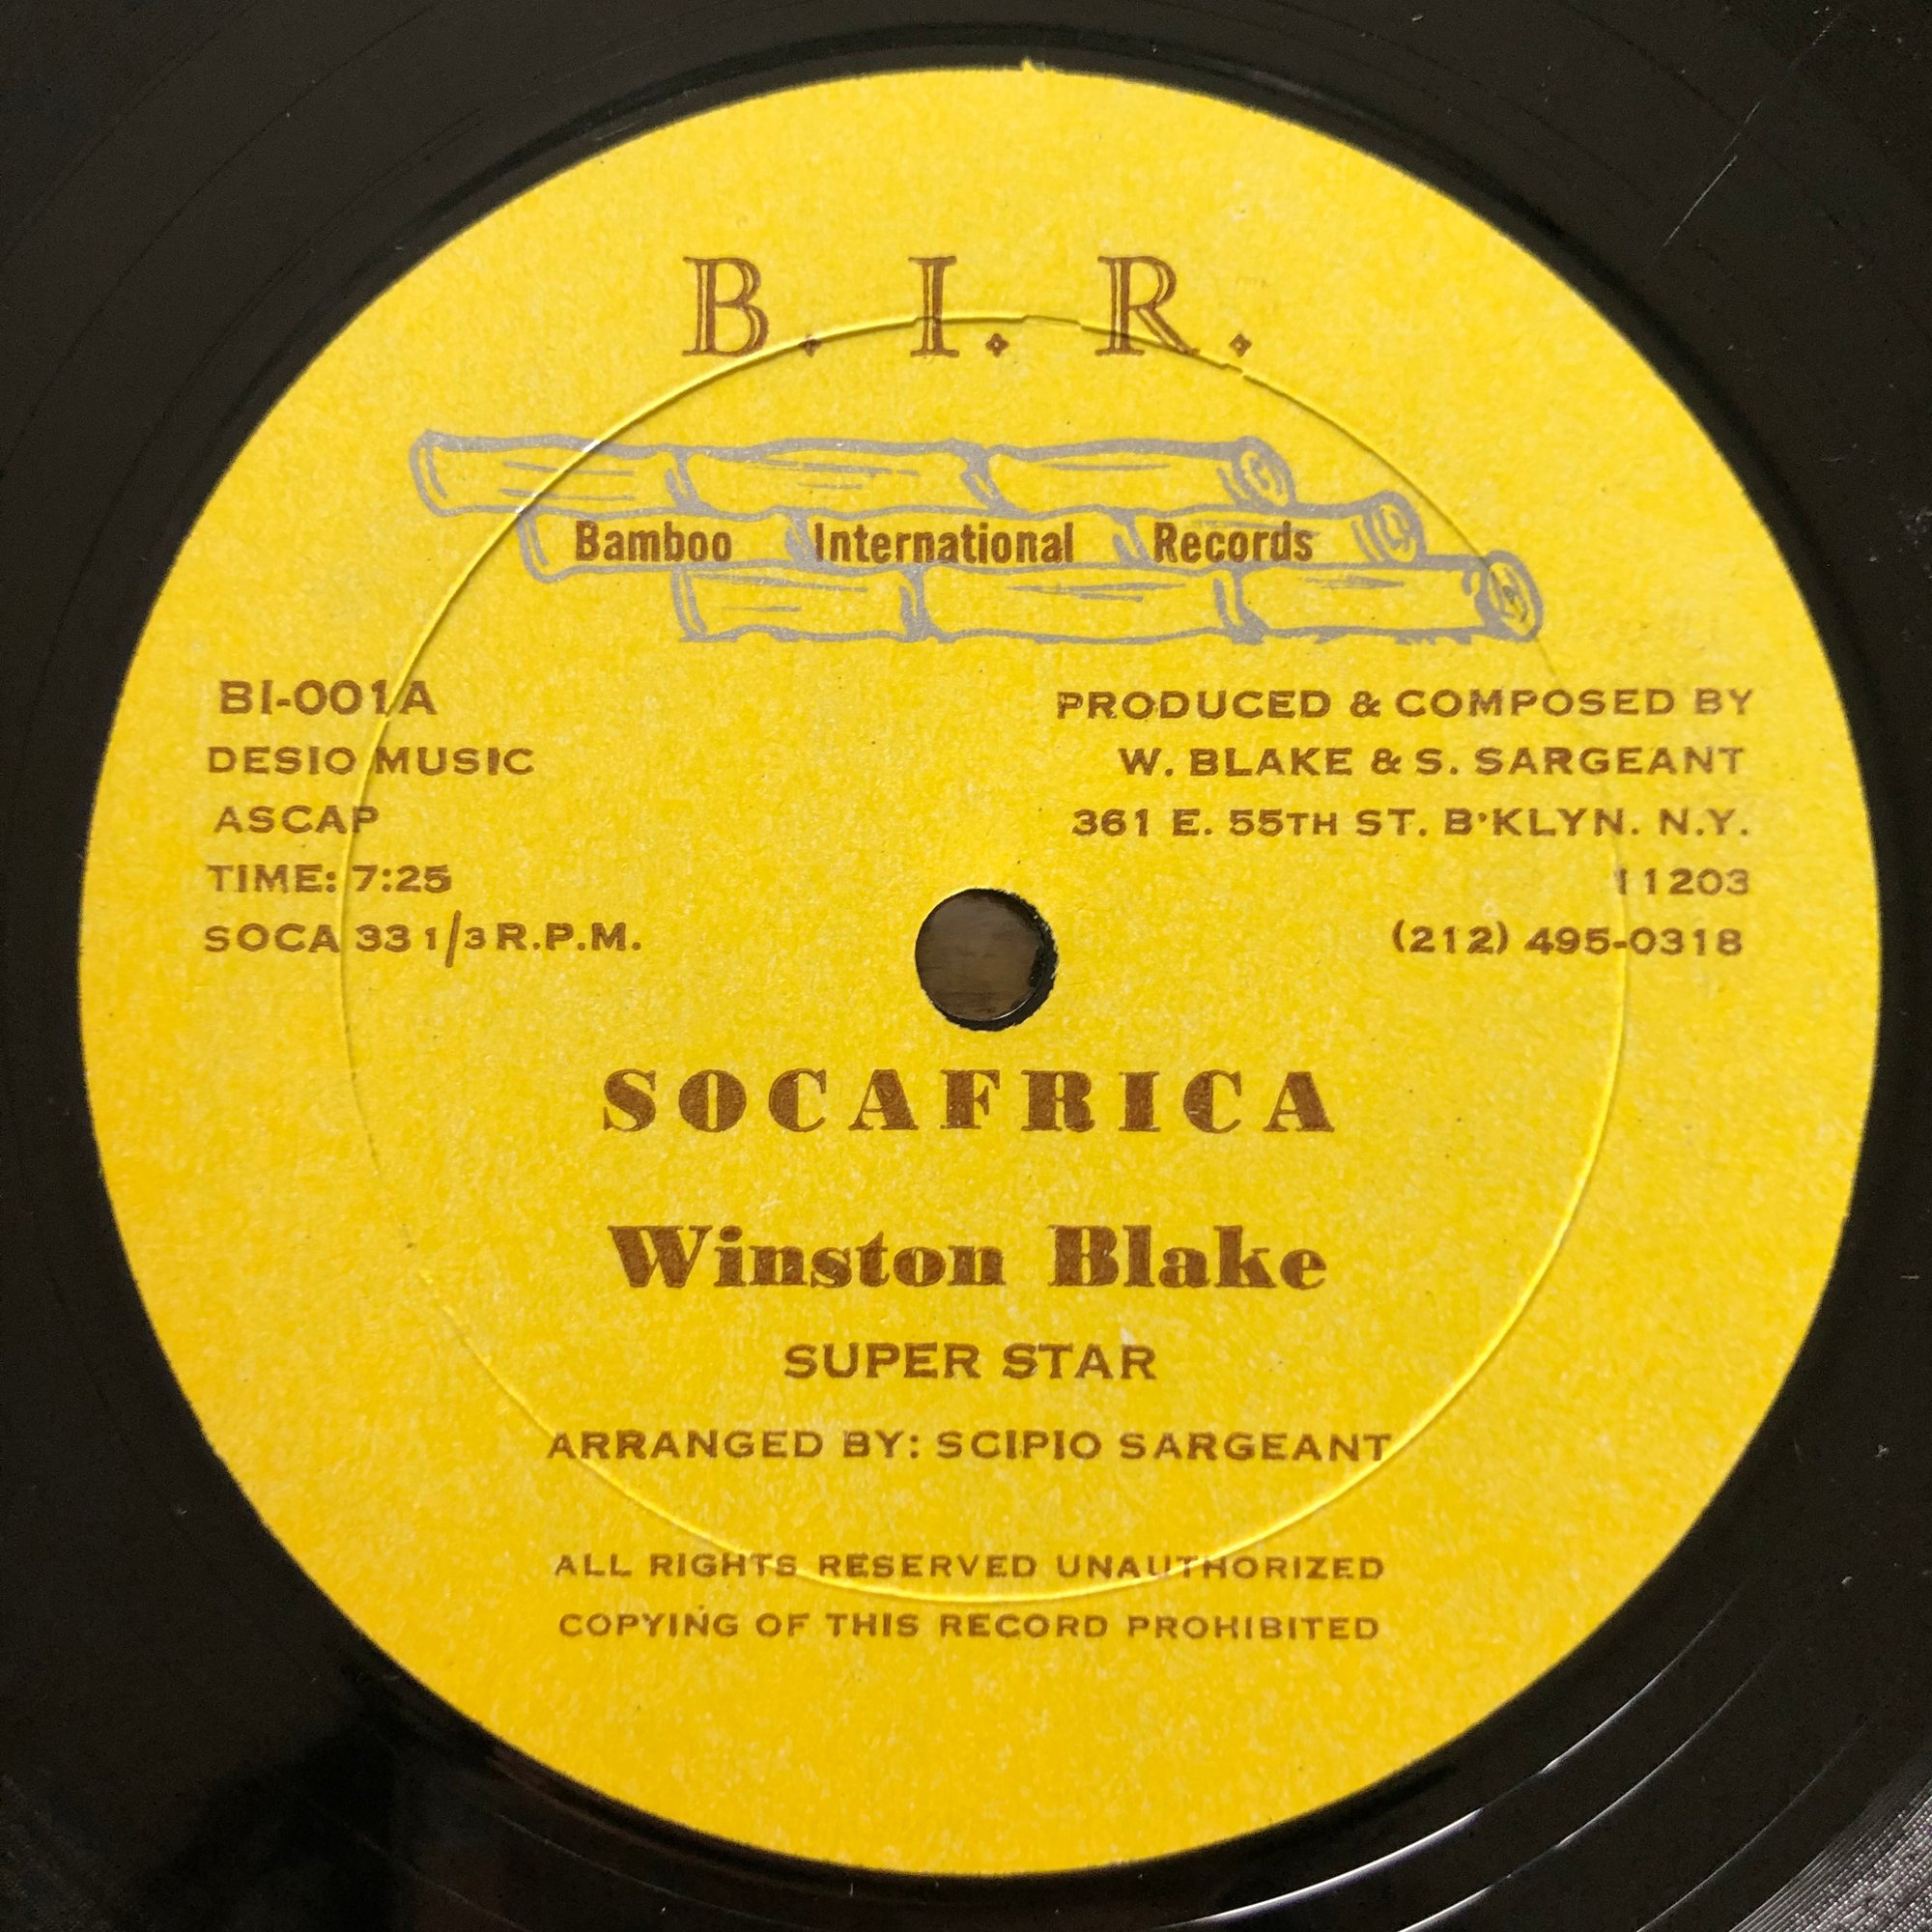 B. I. R.
Bamboo International Records
BI-001A
DESIO MUSIC
ASCAP
TIME: 7:25
SOCA 33 1/3 R.P.M.
PRODUCED & COMPOSED BY
W. BLAKE & S. SARGEANT
361 E. 55TH ST. B'KLYN. N.Y.
11203
(212) 495-0318
SOCAFRICA
Winston Blake
SUPER STAR
ARRANGED BY: SCIPIO SARGEANT
ALL RIGHTS RESERVED UNAUTHORIZED
COPYING OF THIS RECORD PROHIBITED